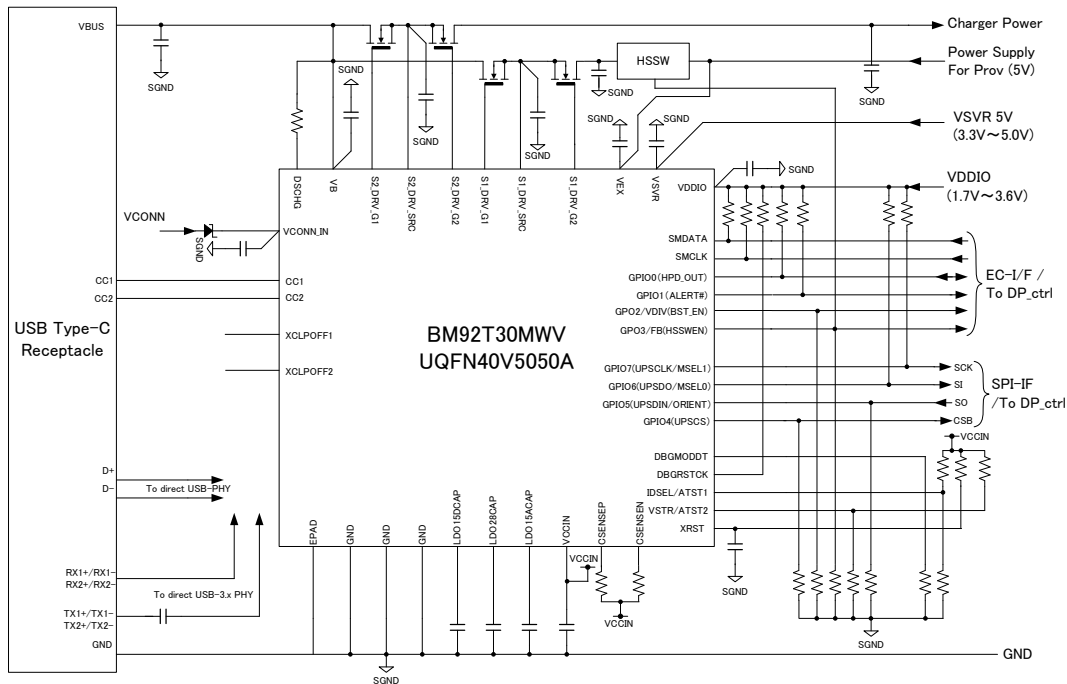 VBUS
Charger Power
Power Supply
For Prov (5V)
HSSW
SGND
SGND
SGND
SGND
SGND
SGND
SGND
SGND
SGND
VSVR 5V
(3.3V～5.0V)
VDDIO
(1.7V～3.6V)
DSCHG
VB
S2_DRV_G1
S2_DRV_SRC
S2_DRV_G2
S1_DRV_G1
S1_DRV_SRC
S1_DRV_G2
VEX
VSVR
VDDIO
VCONN
SGND
VCONN_IN
SMDATA
SMCLK
GPIO0(HPD_OUT)
GPIO1(ALERT#)
GPO2/VDIV(BST_EN)
GPO3/FB(HSSWEN)
EC-I/F /
To DP_ctrl
CC1
CC2
CC1
CC2
USB Type-C
Receptacle
XCLPOFF1
XCLPOFF2
BM92T30MWV
UQFN40V5050A
GPIO7(UPSCLK/MSEL1)
GPIO6(UPSDO/MSEL0)
GPIO5(UPSDIN/ORIENT)
GPIO4(UPSCS)
SCK
SI
SO
CSB
SPI-IF
/To DP_ctrl
VCCIN
DBGMODDT
DBGRSTCK
IDSEL/ATST1
VSTR/ATST2
XRST
D+
D-
To direct USB-PHY
EPAD
GND
GND
GND
LDO15DCAP
LDO28CAP
LDO15ACAP
VCCIN
CSENSEP
CSENSEN
VCCIN
VCCIN
SGND
RX1+/RX1-
RX2+/RX2-
To direct USB-3.x PHY
TX1+/TX1-
TX2+/TX2-
GND
SGND
SGND
GND